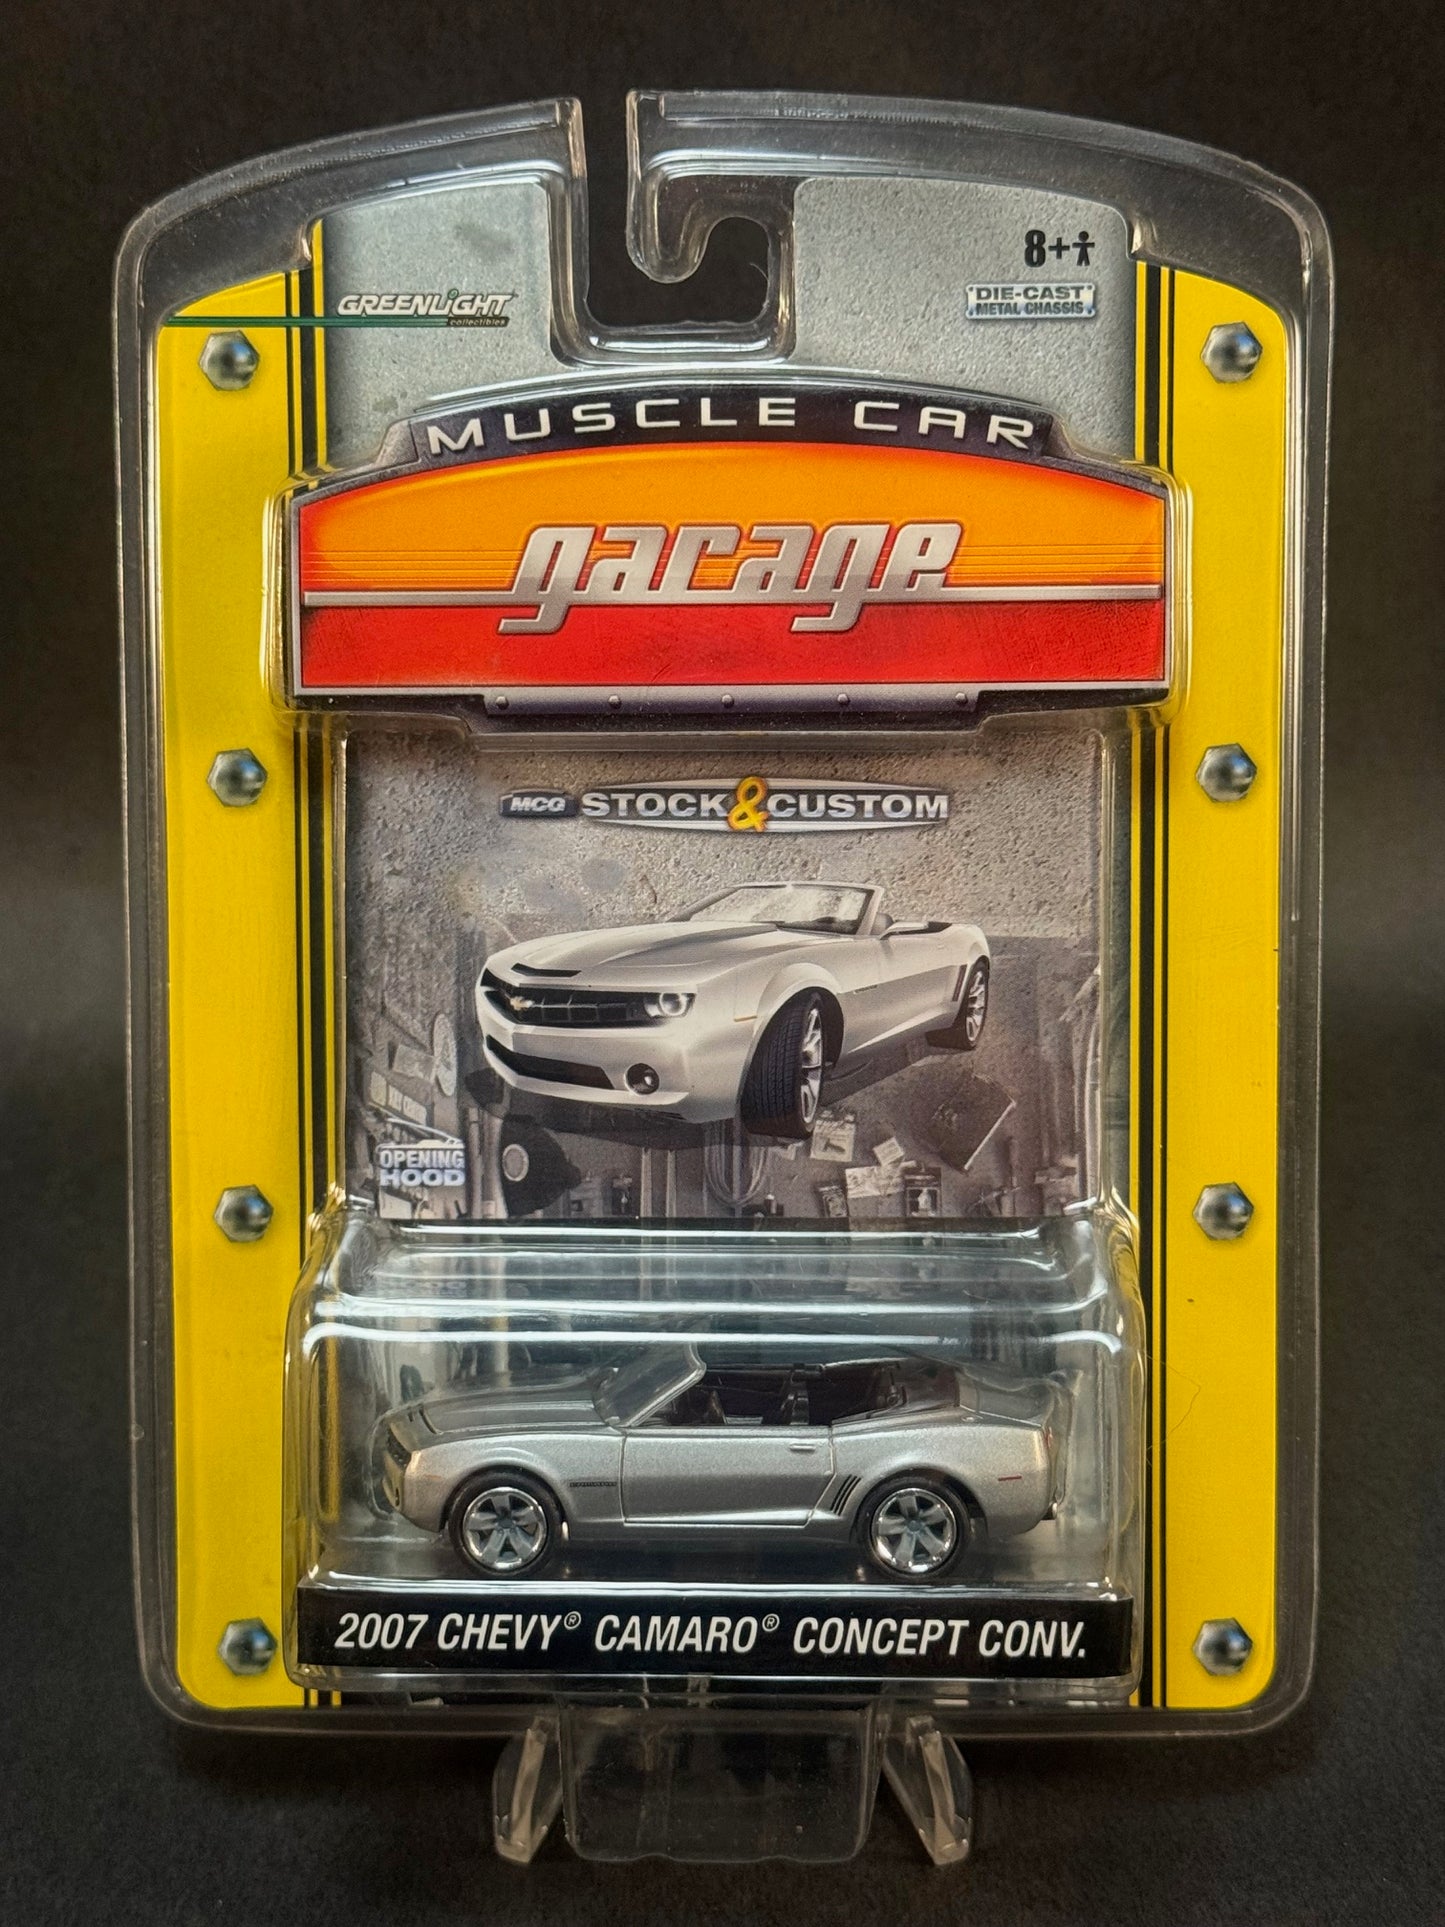 8+
GREENLIGHT
collectibles
DIE-CAST
METAL CHASSIS
MUSCLE CAR
garage
MCG STOCK & CUSTOM
OPENING
HOOD
CAMARO
2007 CHEVY® CAMARO® CONCEPT CONV.